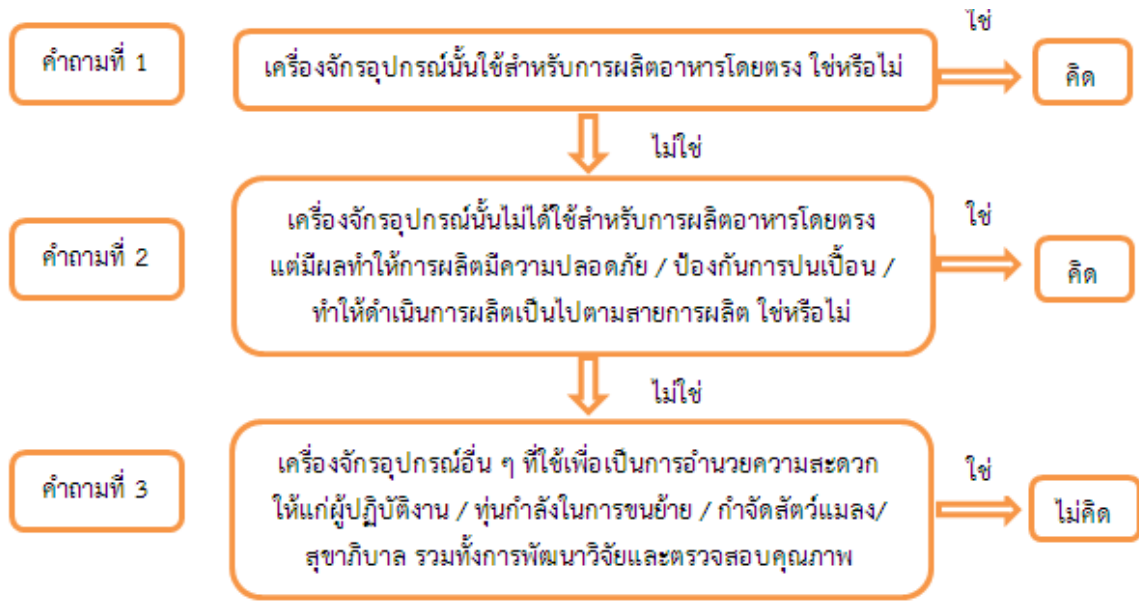 ใช่
คำถามที่ 1
เครื่องจักรอุปกรณ์นั้นใช้สำหรับการผลิตอาหารโดยตรง ใช่หรือไม่
คิด
ไม่ใช่
คำถามที่ 2
เครื่องจักรอุปกรณ์นั้นไม่ได้ใช้สำหรับการผลิตอาหารโดยตรง
แต่มีผลทำให้การผลิตมีความปลอดภัย / ป้องกันการปนเปื้อน /
ทำให้ดำเนินการผลิตเป็นไปตามสายการผลิต ใช่หรือไม่
ใช่
คิด
ไม่ใช่
คำถามที่ 3
เครื่องจักรอุปกรณ์อื่น ๆ ที่ใช้เพื่อเป็นการอำนวยความสะดวก
ให้แก่ผู้ปฏิบัติงาน / ทุ่นกำลังในการขนย้าย / กำจัดสัตว์แมลง/
สุขาภิบาล รวมทั้งการพัฒนาวิจัยและตรวจสอบคุณภาพ
ใช่
ไม่คิด